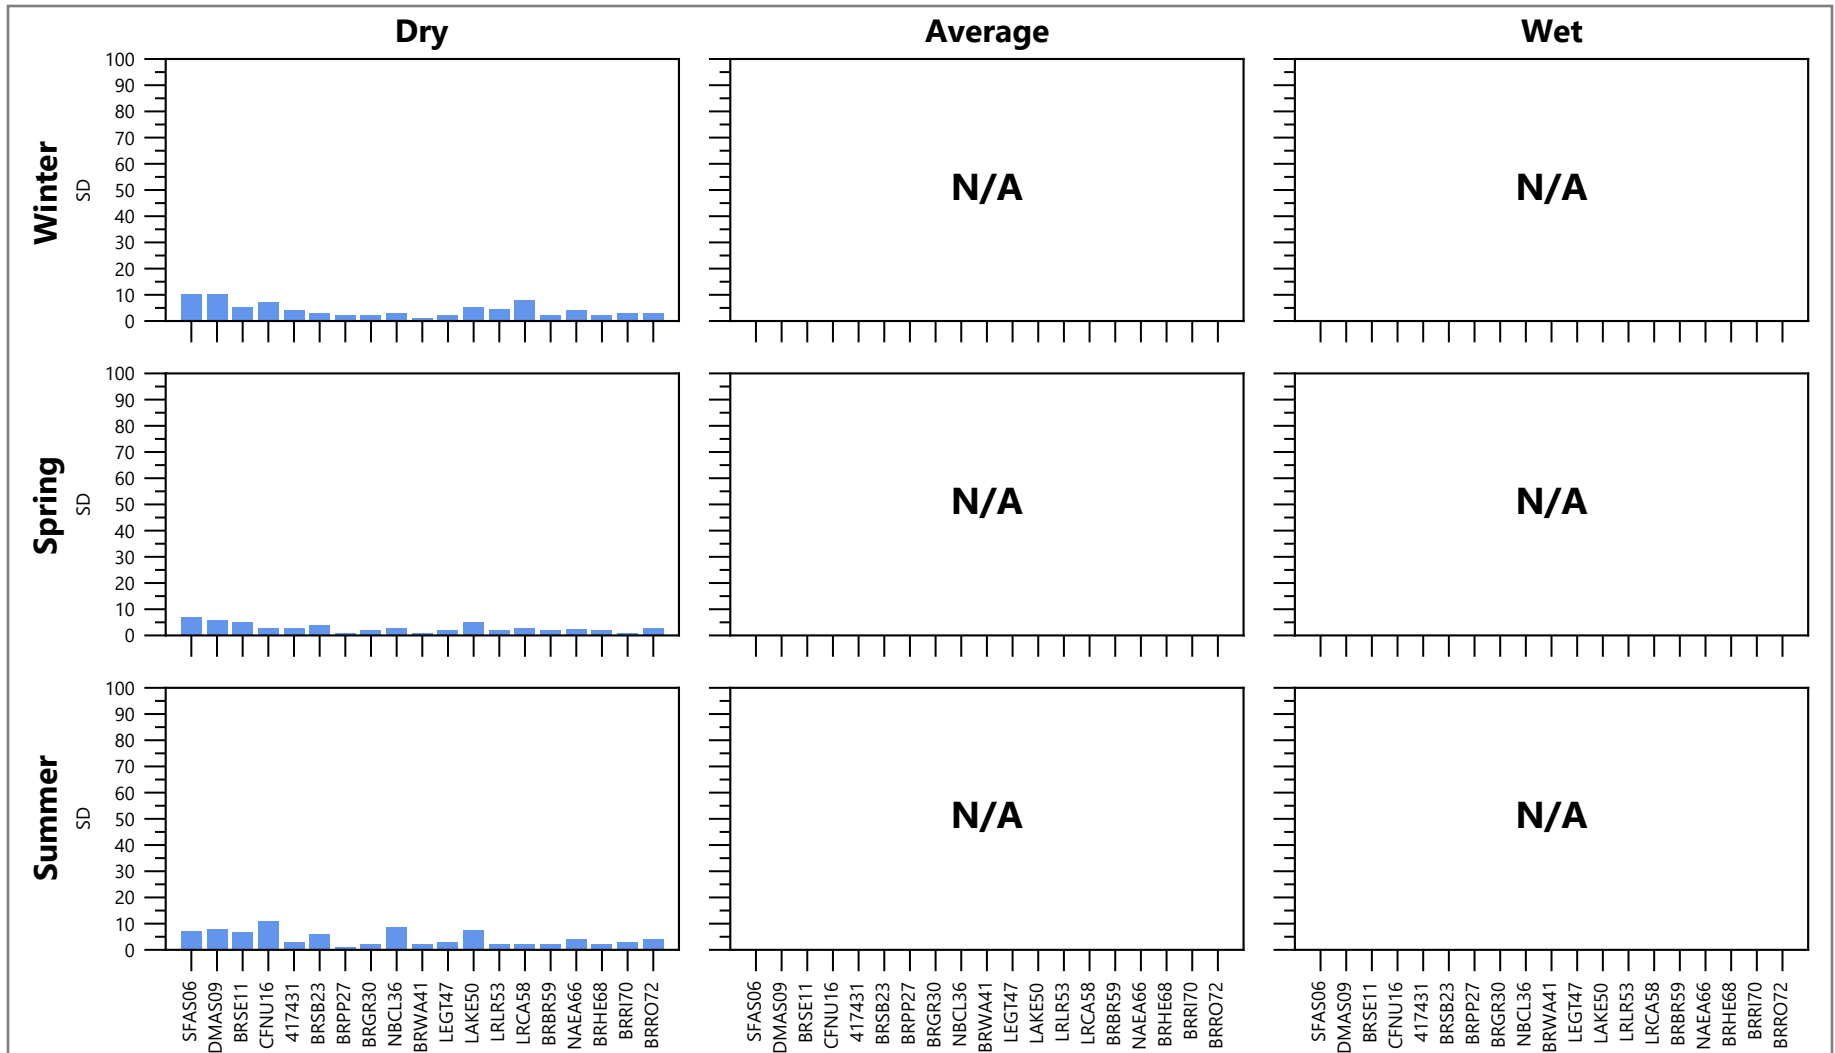 Dry Average Wet
Winter
SD
100
90
80
70
60
50
40
30
20
10
0
N/A
N/A
Spring
SD
100
90
80
70
60
50
40
30
20
10
0
N/A
N/A
Summer
SD
100
90
80
70
60
50
40
30
20
10
0
N/A
N/A
SFAS06
DMAS09
BRSE11
CFNU16
417431
BRSB23
BRPP27
BRGR30
NBCL36
BRWA41
LEGT47
LAKE50
LRLR53
LRCA58
BRBR59
NAEA66
BRHE68
BRRI70
BRRO72
SFAS06
DMAS09
BRSE11
CFNU16
417431
BRSB23
BRPP27
BRGR30
NBCL36
BRWA41
LEGT47
LAKE50
LRLR53
LRCA58
BRBR59
NAEA66
BRHE68
BRRI70
BRRO72
SFAS06
DMAS09
BRSE11
CFNU16
417431
BRSB23
BRPP27
BRGR30
NBCL36
BRWA41
LEGT47
LAKE50
LRLR53
LRCA58
BRBR59
NAEA66
BRHE68
BRRI70
BRRO72